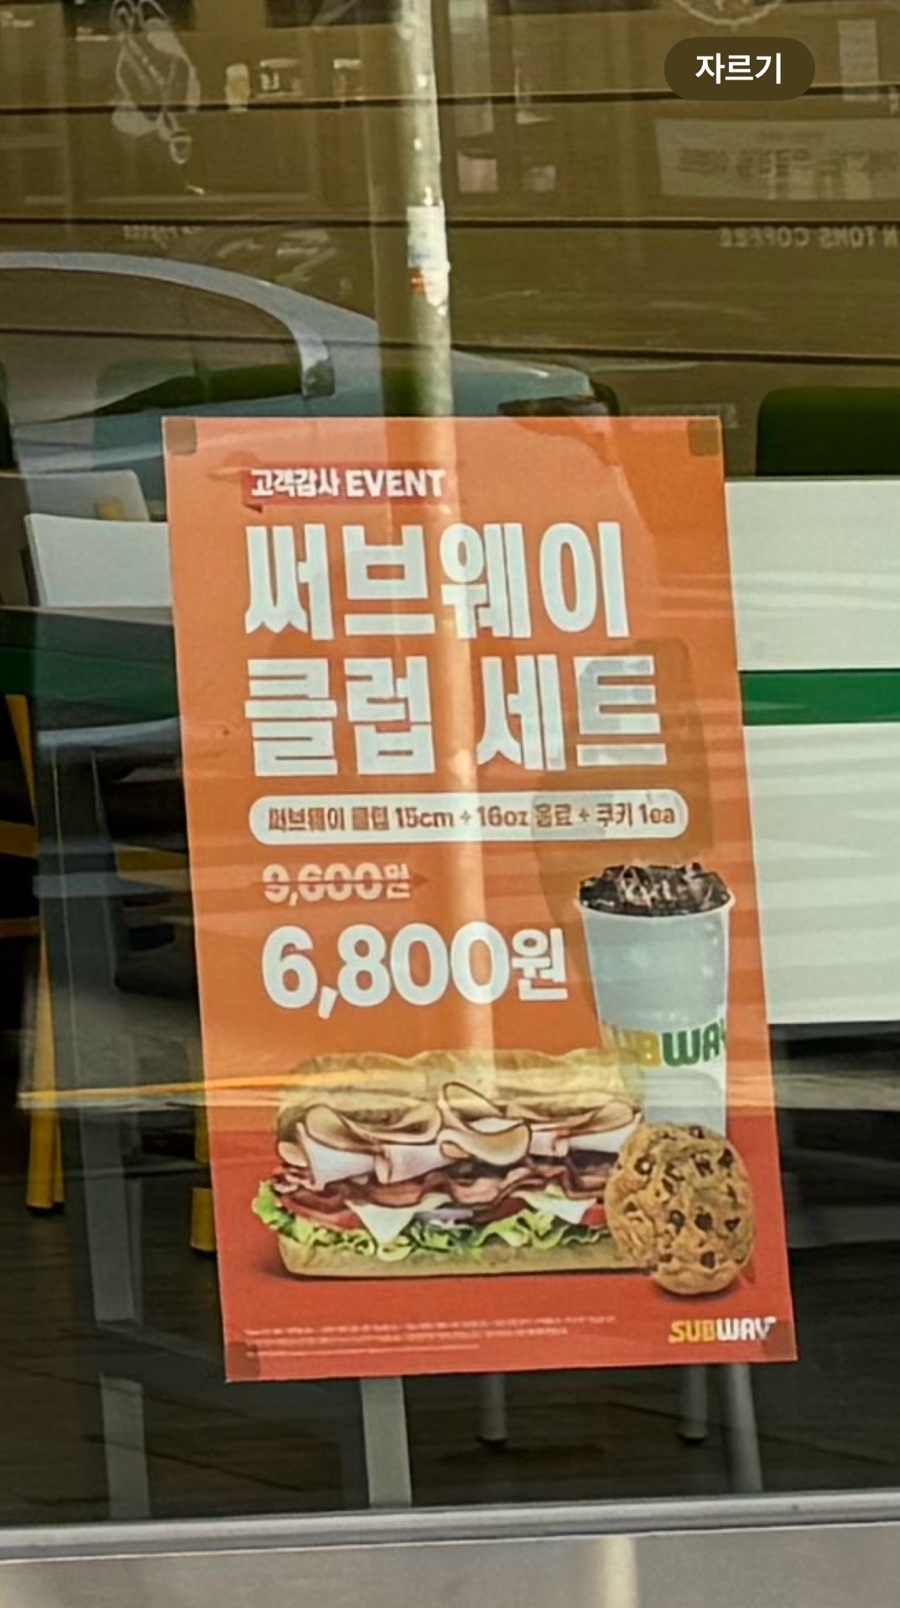 자르기
고객감사 EVENT
써브웨이
클럽 세트
써브웨이 클럽 15cm + 16oz 음료 + 쿠키 1ea
9,600원
6,800원
SUBWAY
SUBWAY